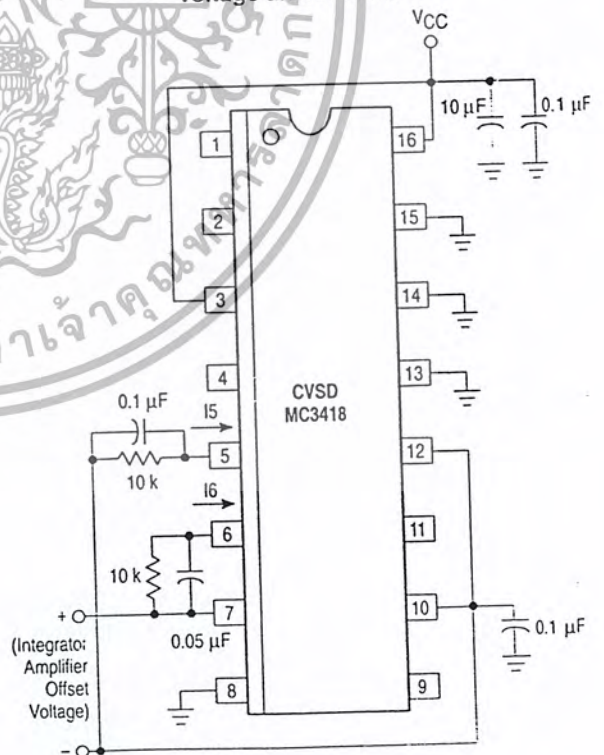 VCC
10 µF
0.1 µF
1
16
2
15
3
14
4
13
CVSD
MC3418
0.1 µF
I5
5
12
10 k
I6
6
11
10 k
+
7
10
0.05 µF
0.1 µF
(Integrator
Amplifier
Offset
Voltage)
8
9
–